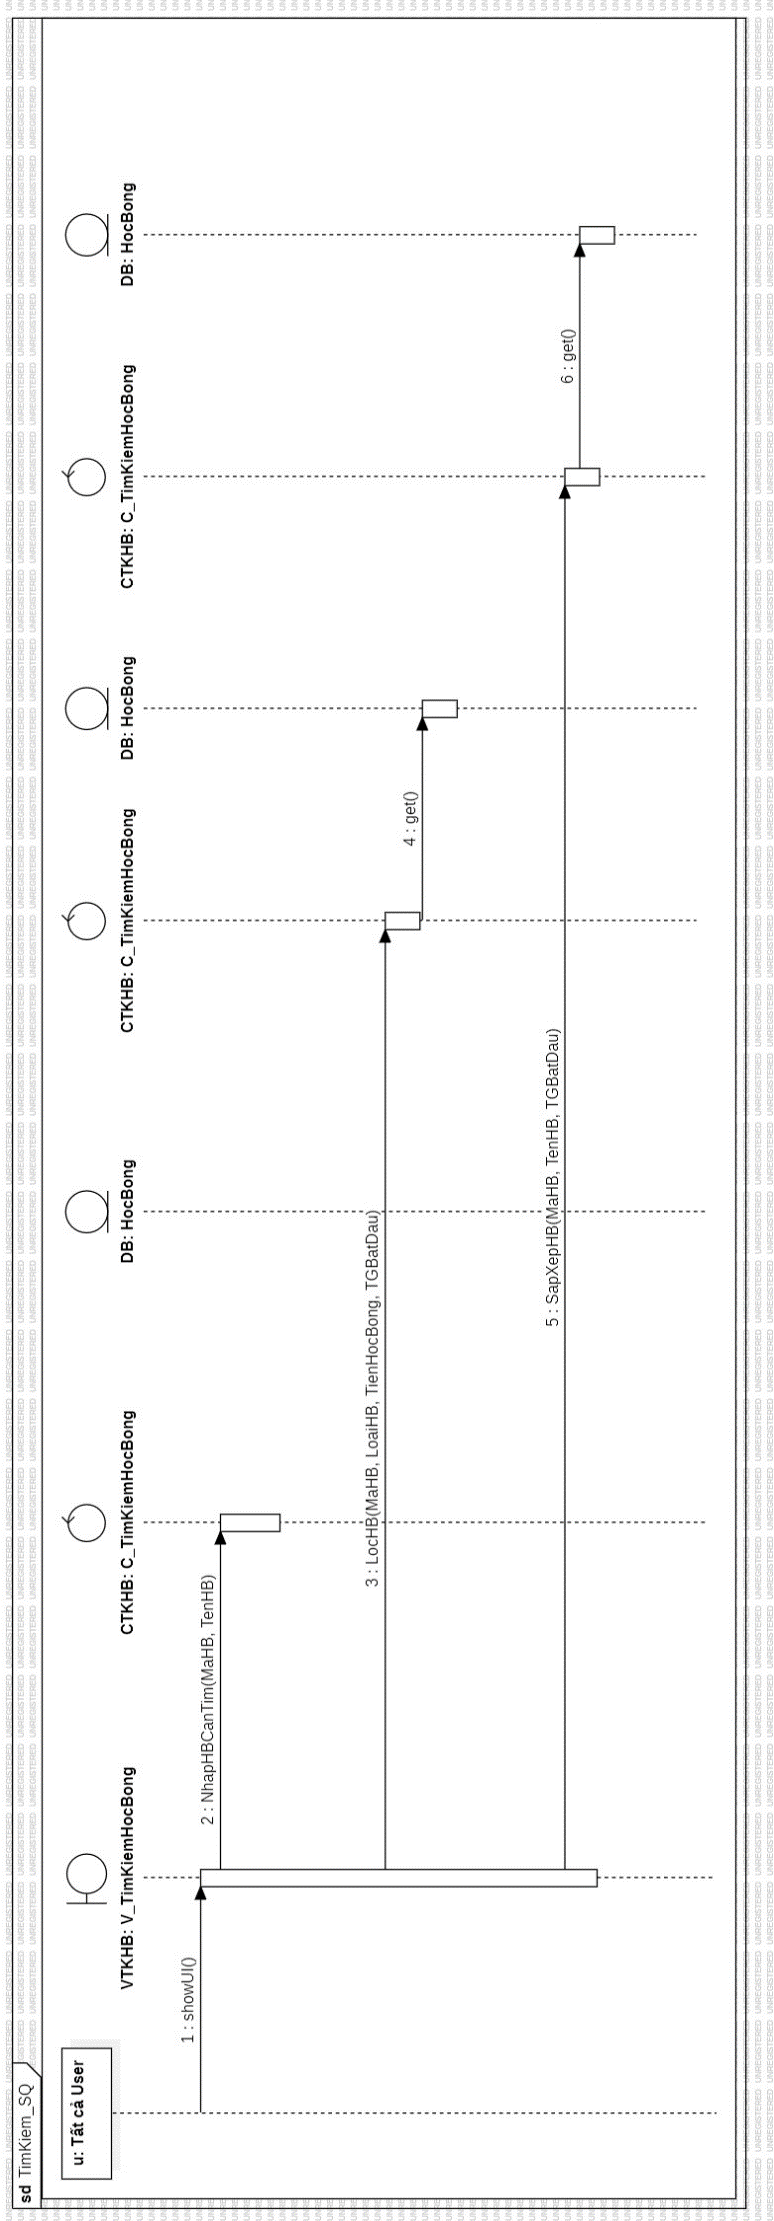 sd TimKiem_SQ
u: Tất cả User
VTKHB: V_TimKiemHocBong
CTKHB: C_TimKiemHocBong
DB: HocBong
CTKHB: C_TimKiemHocBong
DB: HocBong
CTKHB: C_TimKiemHocBong
DB: HocBong
1 : showUI()
2 : NhapHBCanTim(MaHB, TenHB)
3 : LocHB(MaHB, LoaiHB, TienHocBong, TGBatDau)
4 : get()
5 : SapXepHB(MaHB, TenHB, TGBatDau)
6 : get()
UNREGISTERED